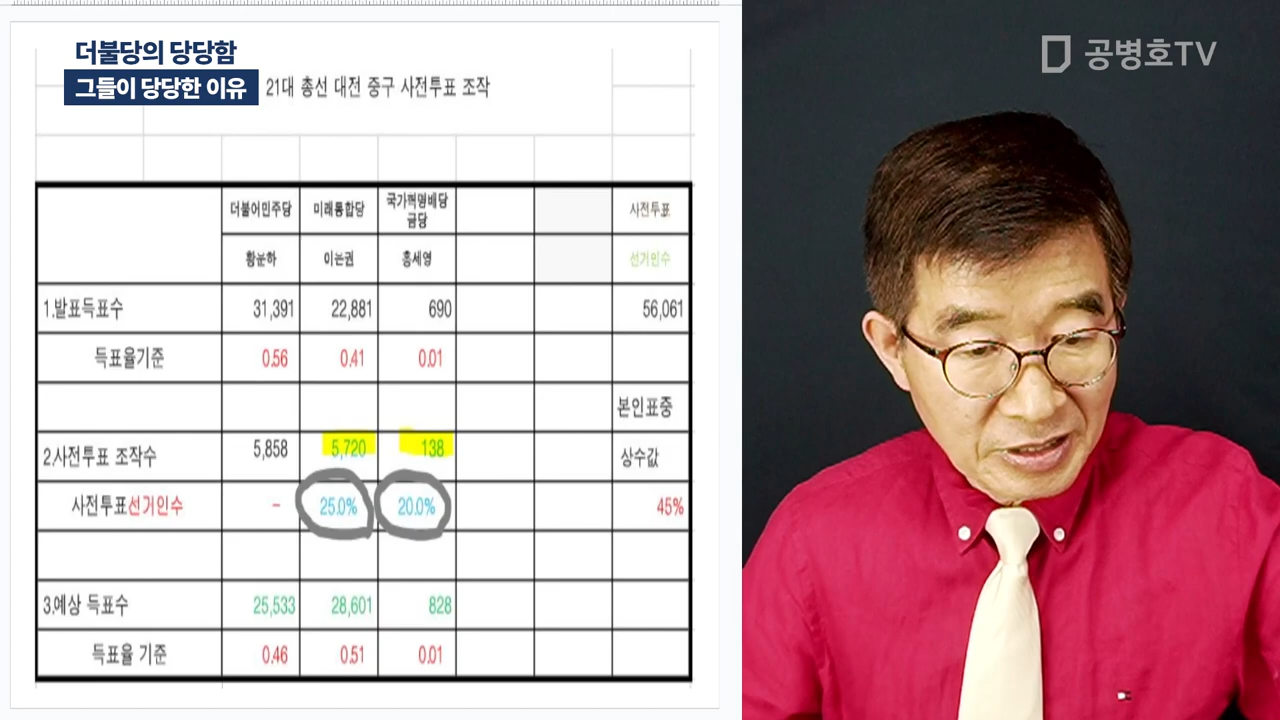 더불당의 당당함
그들이 당당한 이유
공병호TV
21대 총선 대전 중구 사전투표 조작
더불어민주당 미래통합당 국가혁명배당금당 사전투표
황운하 이은권 홍세영 선거인수
1.발표득표수 31,391 22,881 690 56,061
득표율기준 0.56 0.41 0.01
본인표중
2.사전투표 조작수 5,858 5,720 138 상수값
사전투표선거인수 - 25.0% 20.0% 45%
3.예상 득표수 25,533 28,601 828
득표율 기준 0.46 0.51 0.01